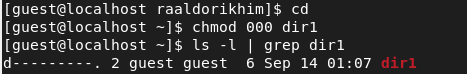 [guest@localhost raaldorikhim]$ cd
[guest@localhost ~]$ chmod 000 dir1
[guest@localhost ~]$ ls -l | grep dir1
d---------. 2 guest guest  6 Sep 14 01:07 dir1